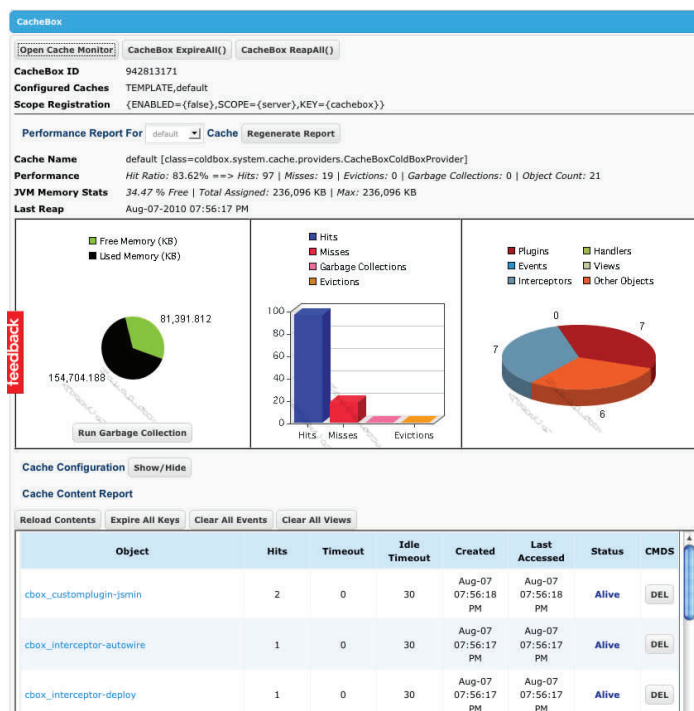 CacheBox
Open Cache Monitor CacheBox ExpireAll() CacheBox ReapAll()
CacheBox ID 942813171
Configured Caches TEMPLATE,default
Scope Registration {ENABLED={false},SCOPE={server},KEY={cachebox}}
Performance Report For default Cache Regenerate Report
Cache Name default [class=coldbox.system.cache.providers.CacheBoxColdBoxProvider]
Performance Hit Ratio: 83.62% ==> Hits: 97 | Misses: 19 | Evictions: 0 | Garbage Collections: 0 | Object Count: 21
JVM Memory Stats 34.47 % Free | Total Assigned: 236,096 KB | Max: 236,096 KB
Last Reap Aug-07-2010 07:56:17 PM
Free Memory (KB)
Used Memory (KB)
81,391.812
154,704.188
Run Garbage Collection
Hits
Misses
Garbage Collections
Evictions
100
80
60
40
20
0
Hits Misses Evictions
Plugins Handlers
Events Views
Interceptors Other Objects
0
7
7
6
feedback
Cache Configuration Show/Hide
Cache Content Report
Reload Contents Expire All Keys Clear All Events Clear All Views
Object Hits Timeout Idle Timeout Created Last Accessed Status CMDS
cbox_customplugin-jsmin 2 0 30 Aug-07 07:56:18 PM Aug-07 07:56:18 PM Alive DEL
cbox_interceptor-autowire 1 0 30 Aug-07 07:56:17 PM Aug-07 07:56:17 PM Alive DEL
cbox_interceptor-deploy 1 0 30 Aug-07 07:56:17 PM Aug-07 07:56:17 PM Alive DEL